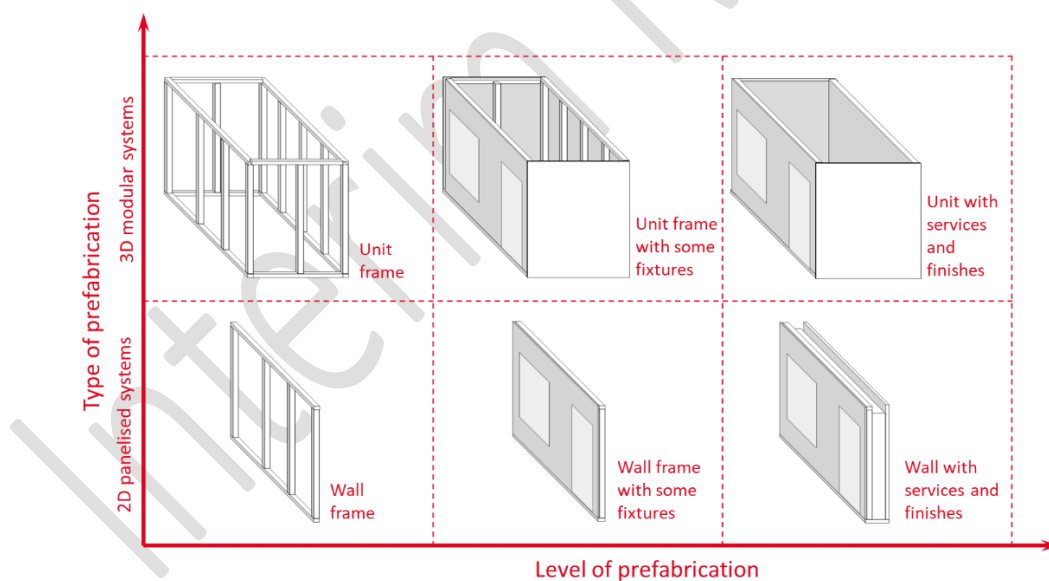 Interim
Type of prefabrication
3D modular systems
2D panelised systems
Unit
frame
Unit frame
with some
fixtures
Unit with
services
and
finishes
Wall
frame
Wall frame
with some
fixtures
Wall with
services and
finishes
Level of prefabrication